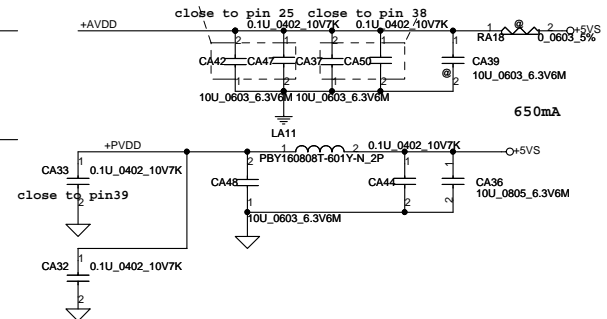 close to pin 25 close to pin 38
+AVDD 0.1U_0402_10V7K 0.1U_0402_10V7K 1 @ 2 +5VS
RA18 0_0603_5%
2 1 2 1 1
CA42 CA47 CA37 CA50 CA39
1 2 1 2 @ 2
10U_0603_6.3V6M
10U_0603_6.3V6M 10U_0603_6.3V6M
650mA
LA11
+PVDD 1 2 0.1U_0402_10V7K +5VS
PBY160808T-601Y-N_2P
1 2 1 1
CA33 0.1U_0402_10V7K CA48 CA44 CA36
10U_0805_6.3V6M
close to pin39
2 1 2 2
10U_0603_6.3V6M
1
CA32 0.1U_0402_10V7K
2